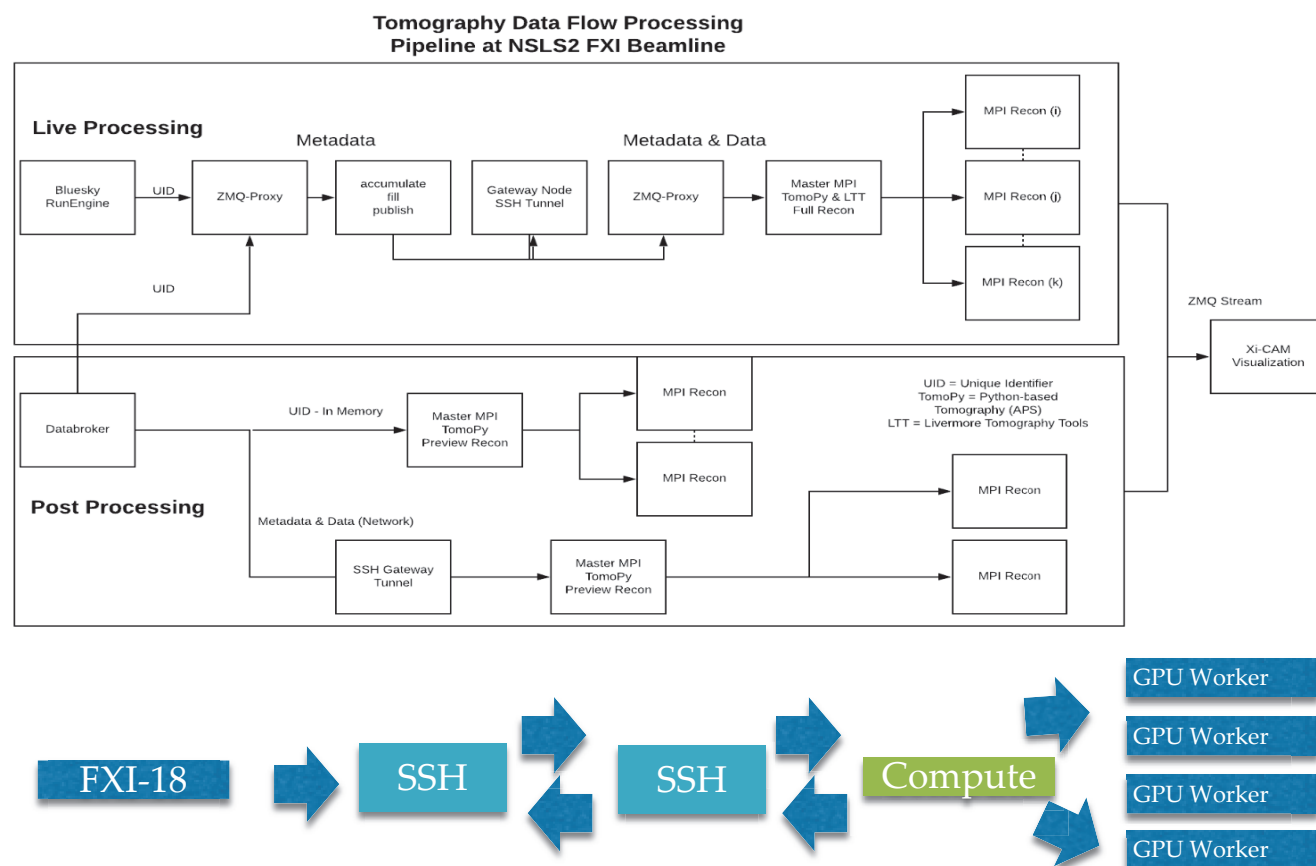 Tomography Data Flow Processing
Pipeline at NSLS2 FXI Beamline
Live Processing
Metadata
Metadata & Data
Bluesky
RunEngine
UID
ZMQ-Proxy
accumulate
fill
publish
Gateway Node
SSH Tunnel
ZMQ-Proxy
Master MPI
TomoPy & LTT
Full Recon
MPI Recon (i)
MPI Recon (j)
MPI Recon (k)
UID
ZMQ Stream
Xi-CAM
Visualization
Databroker
UID - In Memory
Master MPI
TomoPy
Preview Recon
MPI Recon
MPI Recon
UID = Unique Identifier
TomoPy = Python-based
Tomography (APS)
LTT = Livermore Tomography Tools
Post Processing
Metadata & Data (Network)
SSH Gateway
Tunnel
Master MPI
TomoPy
Preview Recon
MPI Recon
MPI Recon
FXI-18
SSH
SSH
Compute
GPU Worker
GPU Worker
GPU Worker
GPU Worker